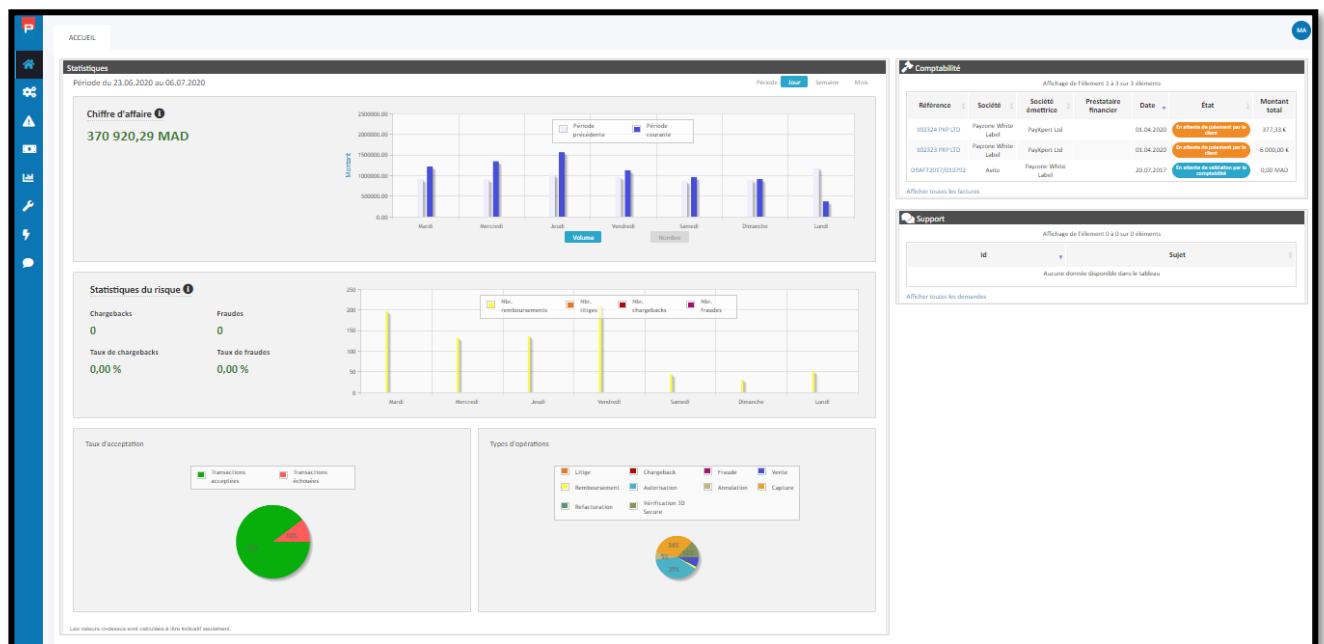 P
ACCUEIL
MA
Statistiques
Période du 23.06.2020 au 06.07.2020
Période Jour Semaine Mois
Chiffre d'affaire
370 920,29 MAD
Période précédente
Période courante
Montant
2500000.00
2000000.00
1500000.00
1000000.00
500000.00
0.00
Mardi Mercredi Jeudi Vendredi Samedi Dimanche Lundi
Volume Nombre
Statistiques du risque
Chargebacks Fraudes
0 0
Taux de chargebacks Taux de fraudes
0,00 % 0,00 %
Nbr. remboursements
Nbr. litiges
Nbr. chargebacks
Nbr. fraudes
250
200
150
100
50
0
Mardi Mercredi Jeudi Vendredi Samedi Dimanche Lundi
Taux d'acceptation
Transactions acceptées
Transactions échouées
Types d'opérations
Litige Chargeback Fraude Vente
Remboursement Autorisation Annulation Capture
Refacturation Vérification 3D Secure
Les valeurs ci-dessus sont calculées à titre indicatif seulement.
Comptabilité
Affichage de l'élement 1 à 3 sur 3 éléments
Référence Société Société émettrice Prestataire financier Date État Montant total
102324 PXP LTD Payzone White Label PayXpert Ltd 01.04.2020 En attente de paiement par le client 377,33 €
102323 PXP LTD Payzone White Label PayXpert Ltd 01.04.2020 En attente de paiement par le client 6 000,00 €
DRAFT2017/010702 Avito Payzone White Label 20.07.2017 En attente de validation par la comptabilité 0,00 MAD
Afficher toutes les factures
Support
Affichage de l'élement 0 à 0 sur 0 éléments
Id Sujet
Aucune donnée disponible dans le tableau
Afficher toutes les demandes